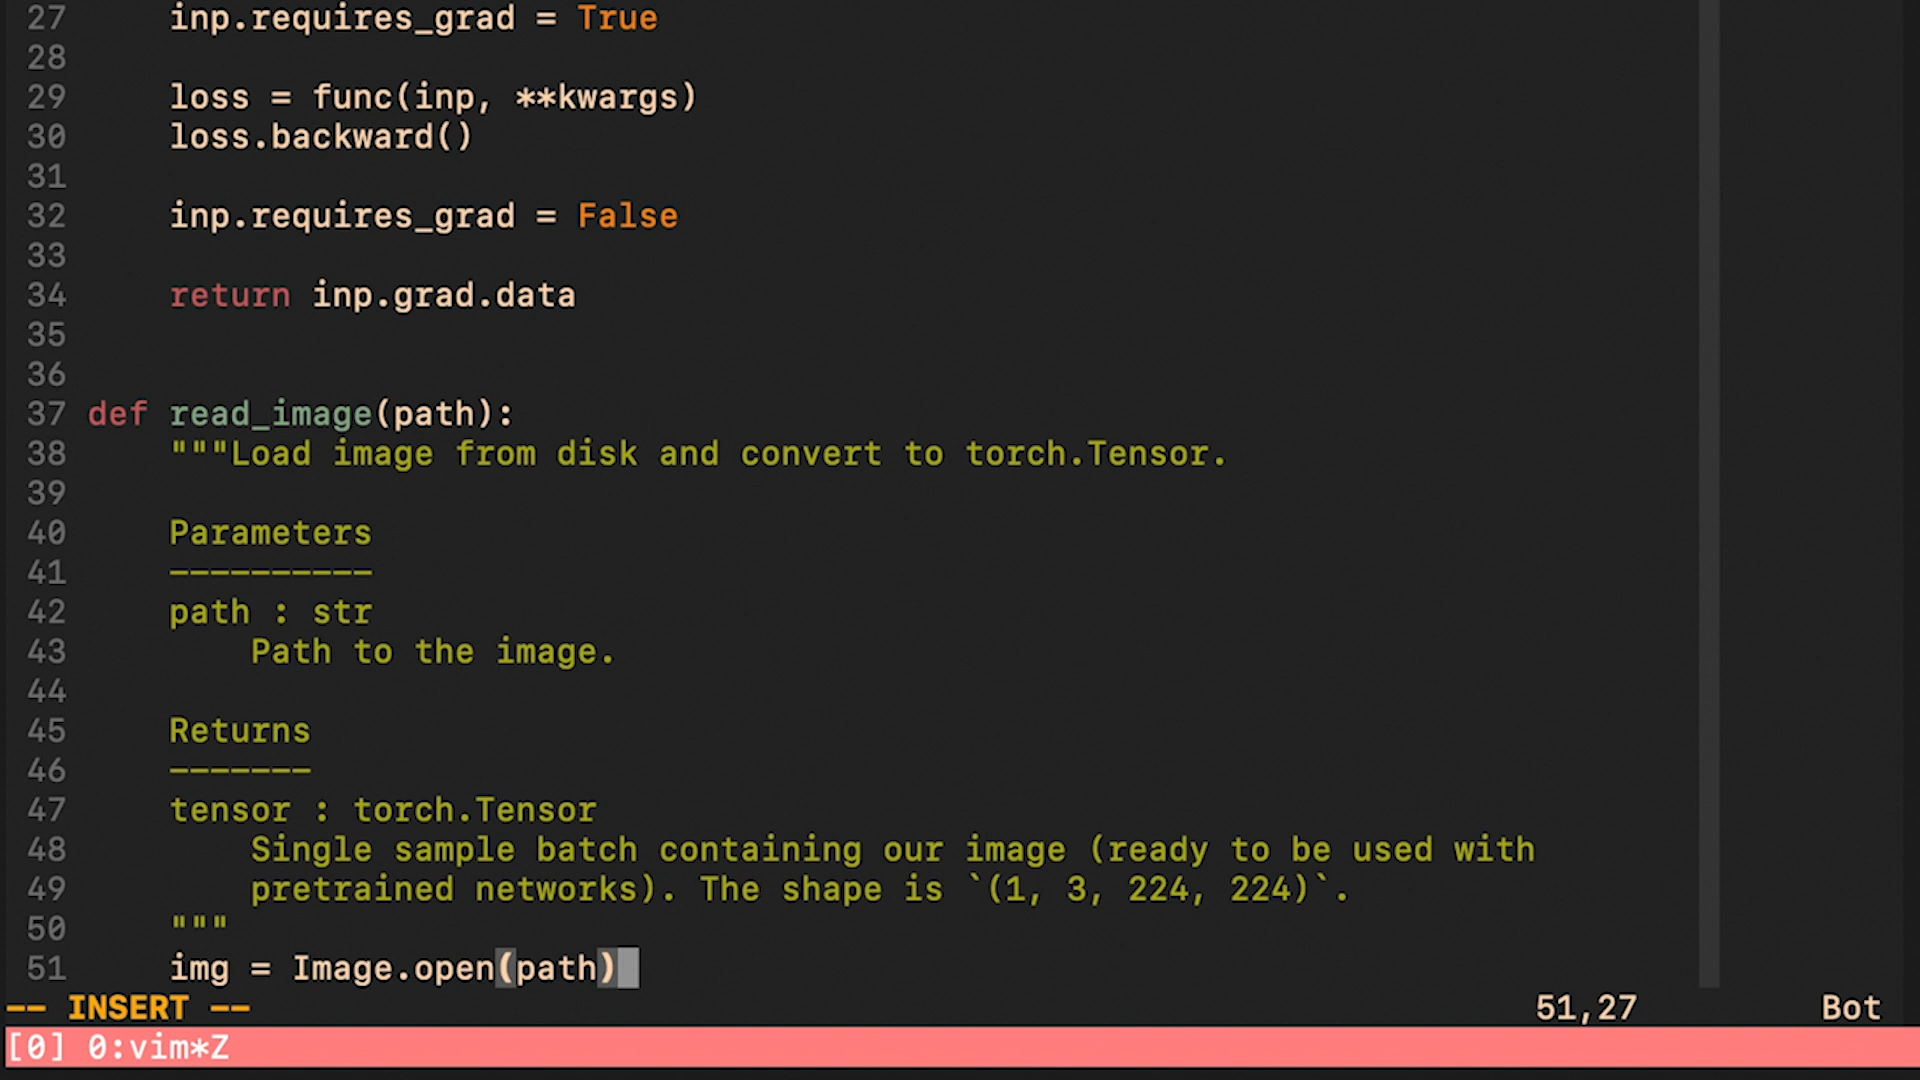 27 inp.requires_grad = True
28
29 loss = func(inp, **kwargs)
30 loss.backward()
31
32 inp.requires_grad = False
33
34 return inp.grad.data
35
36
37 def read_image(path):
38 """Load image from disk and convert to torch.Tensor.
39
40 Parameters
41 ----------
42 path : str
43 Path to the image.
44
45 Returns
46 -------
47 tensor : torch.Tensor
48 Single sample batch containing our image (ready to be used with
49 pretrained networks). The shape is `(1, 3, 224, 224)`.
50 """
51 img = Image.open(path)
-- INSERT -- 51,27 Bot
[0] 0:vim*Z